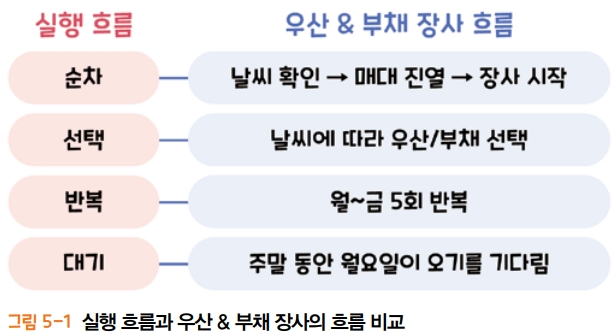 실행 흐름 우산 & 부채 장사 흐름
순차 날씨 확인 → 매대 진열 → 장사 시작
선택 날씨에 따라 우산/부채 선택
반복 월~금 5회 반복
대기 주말 동안 월요일이 오기를 기다림
그림 5-1 실행 흐름과 우산 & 부채 장사의 흐름 비교